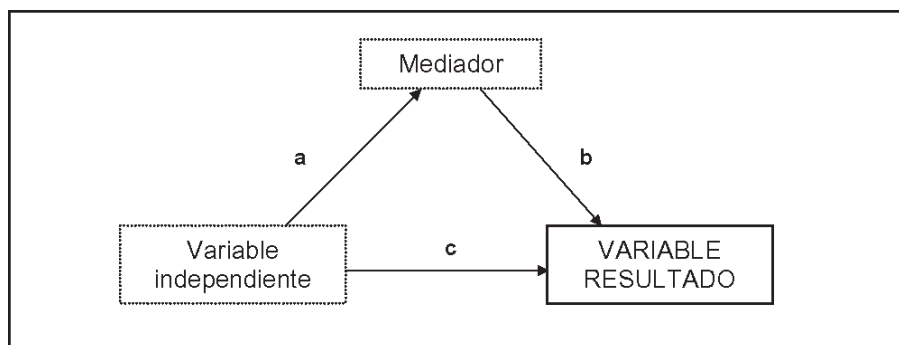 Mediador
a
b
Variable
independiente
c
VARIABLE
RESULTADO